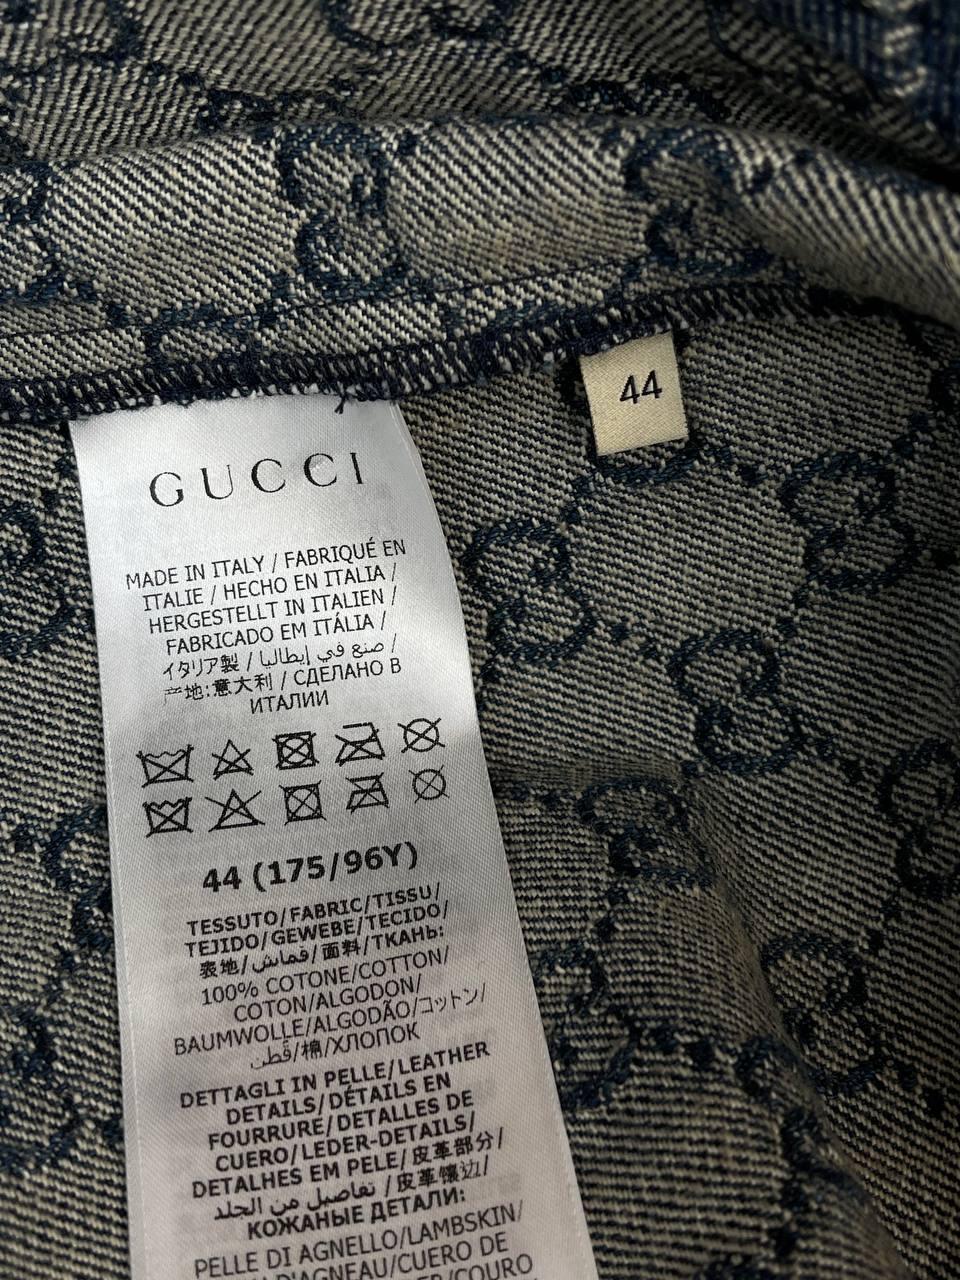 44
GUCCI
MADE IN ITALY / FABRIQUÉ EN
ITALIE / HECHO EN ITALIA /
HERGESTELLT IN ITALIEN /
FABRICADO EM ITÁLIA /
イタリア製 / صنع في إيطاليا /
产地:意大利 / СДЕЛАНО В
ИТАЛИИ
44 (175/96Y)
TESSUTO/FABRIC/TISSU/
TEJIDO/GEWEBE/TECIDO/
表地/قماش/面料/ТКАНЬ:
100% COTONE/COTTON/
COTON/ALGODON/
BAUMWOLLE/ALGODÃO/コットン/
قطن/棉/ХЛОПОК
DETTAGLI IN PELLE/LEATHER
DETAILS/DÉTAILS EN
FOURRURE/DETALLES DE
CUERO/LEDER-DETAILS/
DETALHES EM PELE/皮革部分/
تفاصيل من الجلد/皮革镶边/
КОЖАНЫЕ ДЕТАЛИ:
PELLE DI AGNELLO/LAMBSKIN/
D'AGNEAU/CUERO DE
/COURO